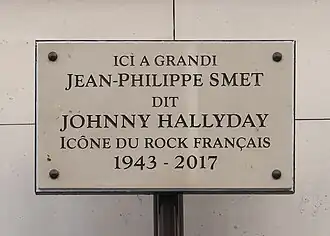 ICI A GRANDI
JEAN-PHILIPPE SMET
DIT
JOHNNY HALLYDAY
ICÔNE DU ROCK FRANÇAIS
1943 - 2017